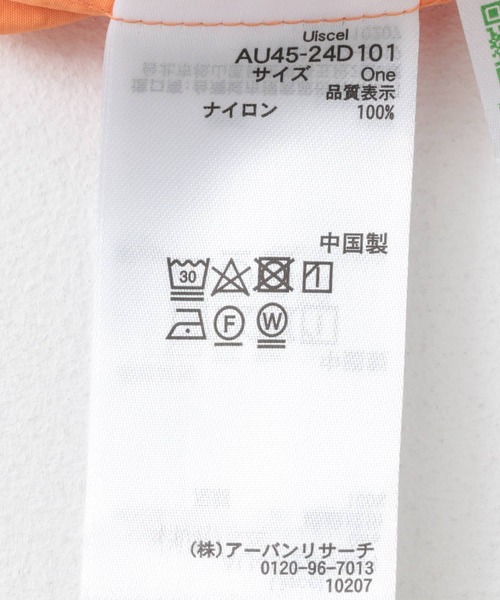 Uiscel
AU45-24D101
サイズ One
品質表示
ナイロン 100%
中国製
30
F W
(株)アーバンリサーチ
0120-96-7013
10207